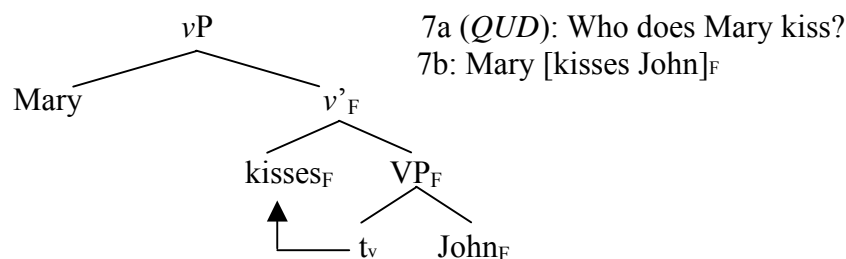 vP 7a (QUD): Who does Mary kiss?
7b: Mary [kisses John]F
Mary v’F
kissesF VPF
tv JohnF